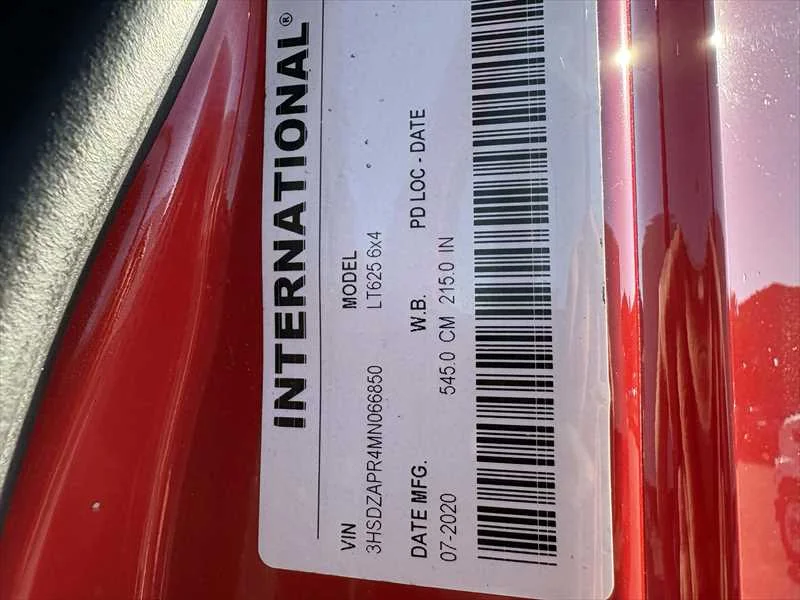 INTERNATIONAL®
VIN MODEL
3HSDZAPR4MN066850 LT625 6x4
DATE MFG. W.B. PD LOC - DATE
07-2020 545.0 CM 215.0 IN